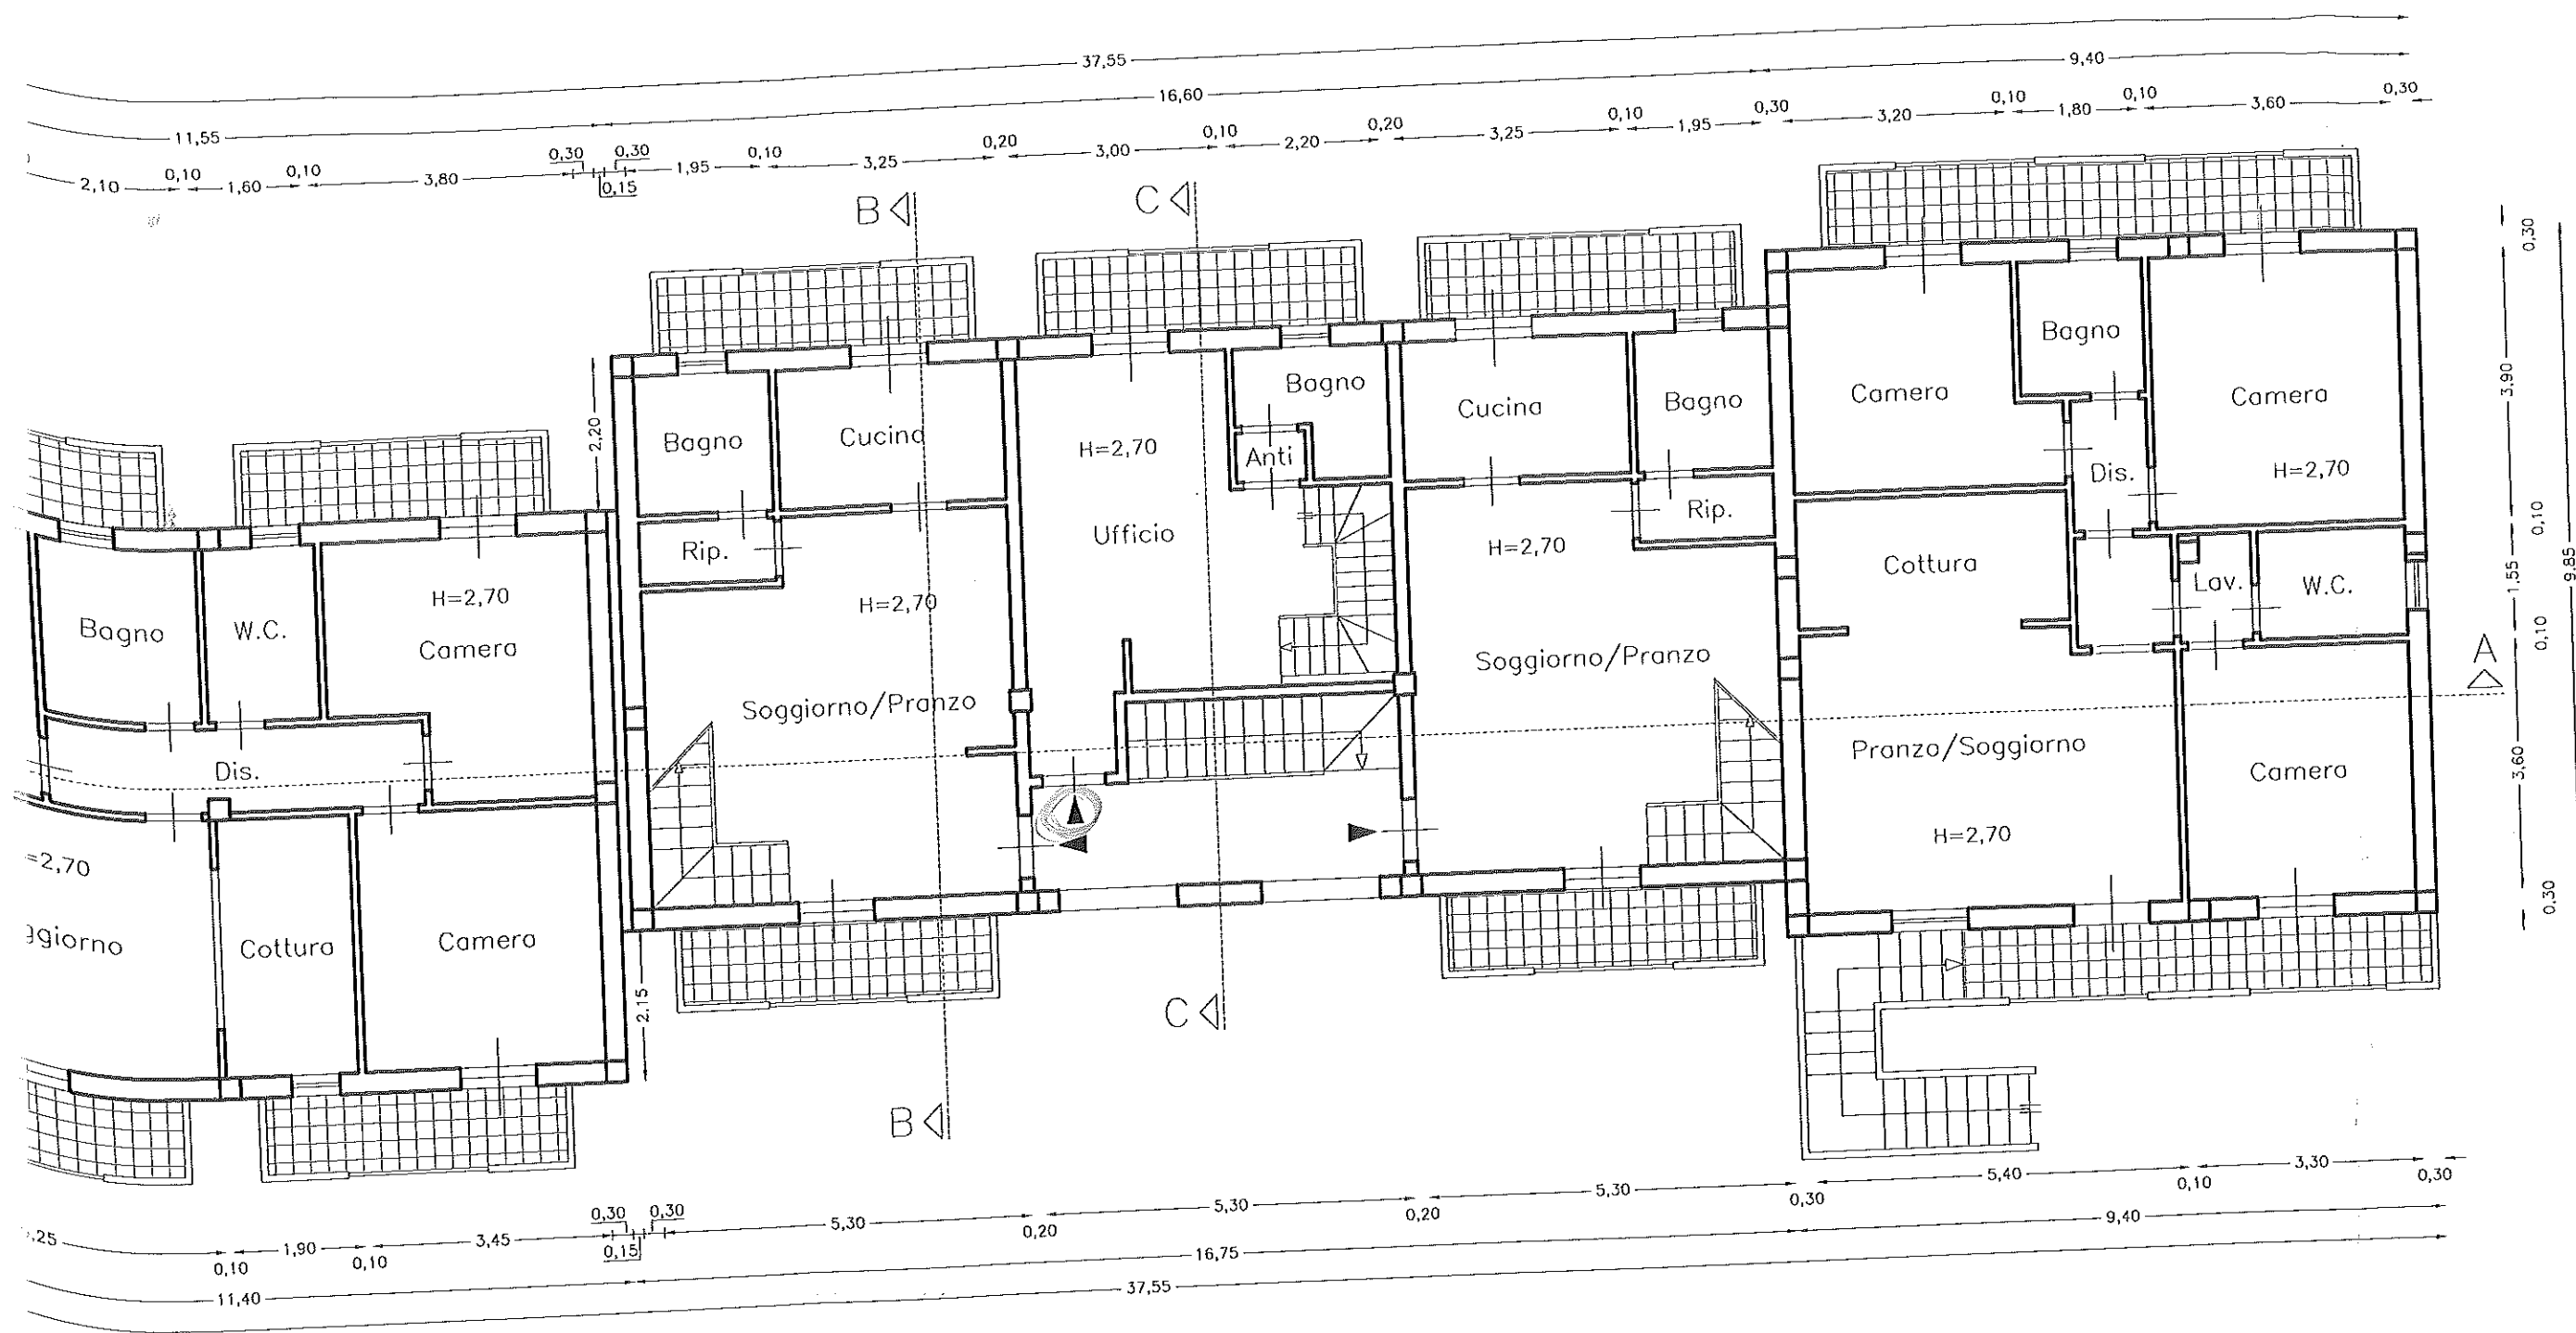 37,55
16,60
9,40
11,55
2,10
0,10
1,60
0,10
3,80
0,30
0,15
0,30
1,95
0,10
3,25
0,20
3,00
0,10
2,20
0,20
3,25
0,10
1,95
0,30
3,20
0,10
1,80
0,10
3,60
0,30
B
C
2,20
Bagno
Cucina
H=2,70
Bagno
Anti
Ufficio
Cucina
Bagno
Camera
Bagno
Camera
H=2,70
Dis.
Rip.
H=2,70
Soggiorno/Pranzo
H=2,70
Rip.
Soggiorno/Pranzo
Cottura
Lav.
W.C.
Pranzo/Soggiorno
H=2,70
Camera
Bagno
W.C.
H=2,70
Camera
Dis.
=2,70
ggiorno
Cottura
Camera
2,15
0,30
3,90
0,10
1,55
0,10
3,60
0,30
9,85
A
C
B
,25
0,10
1,90
0,10
3,45
0,30
0,15
0,30
5,30
0,20
5,30
0,20
5,30
0,30
5,40
0,10
3,30
0,30
11,40
16,75
9,40
37,55